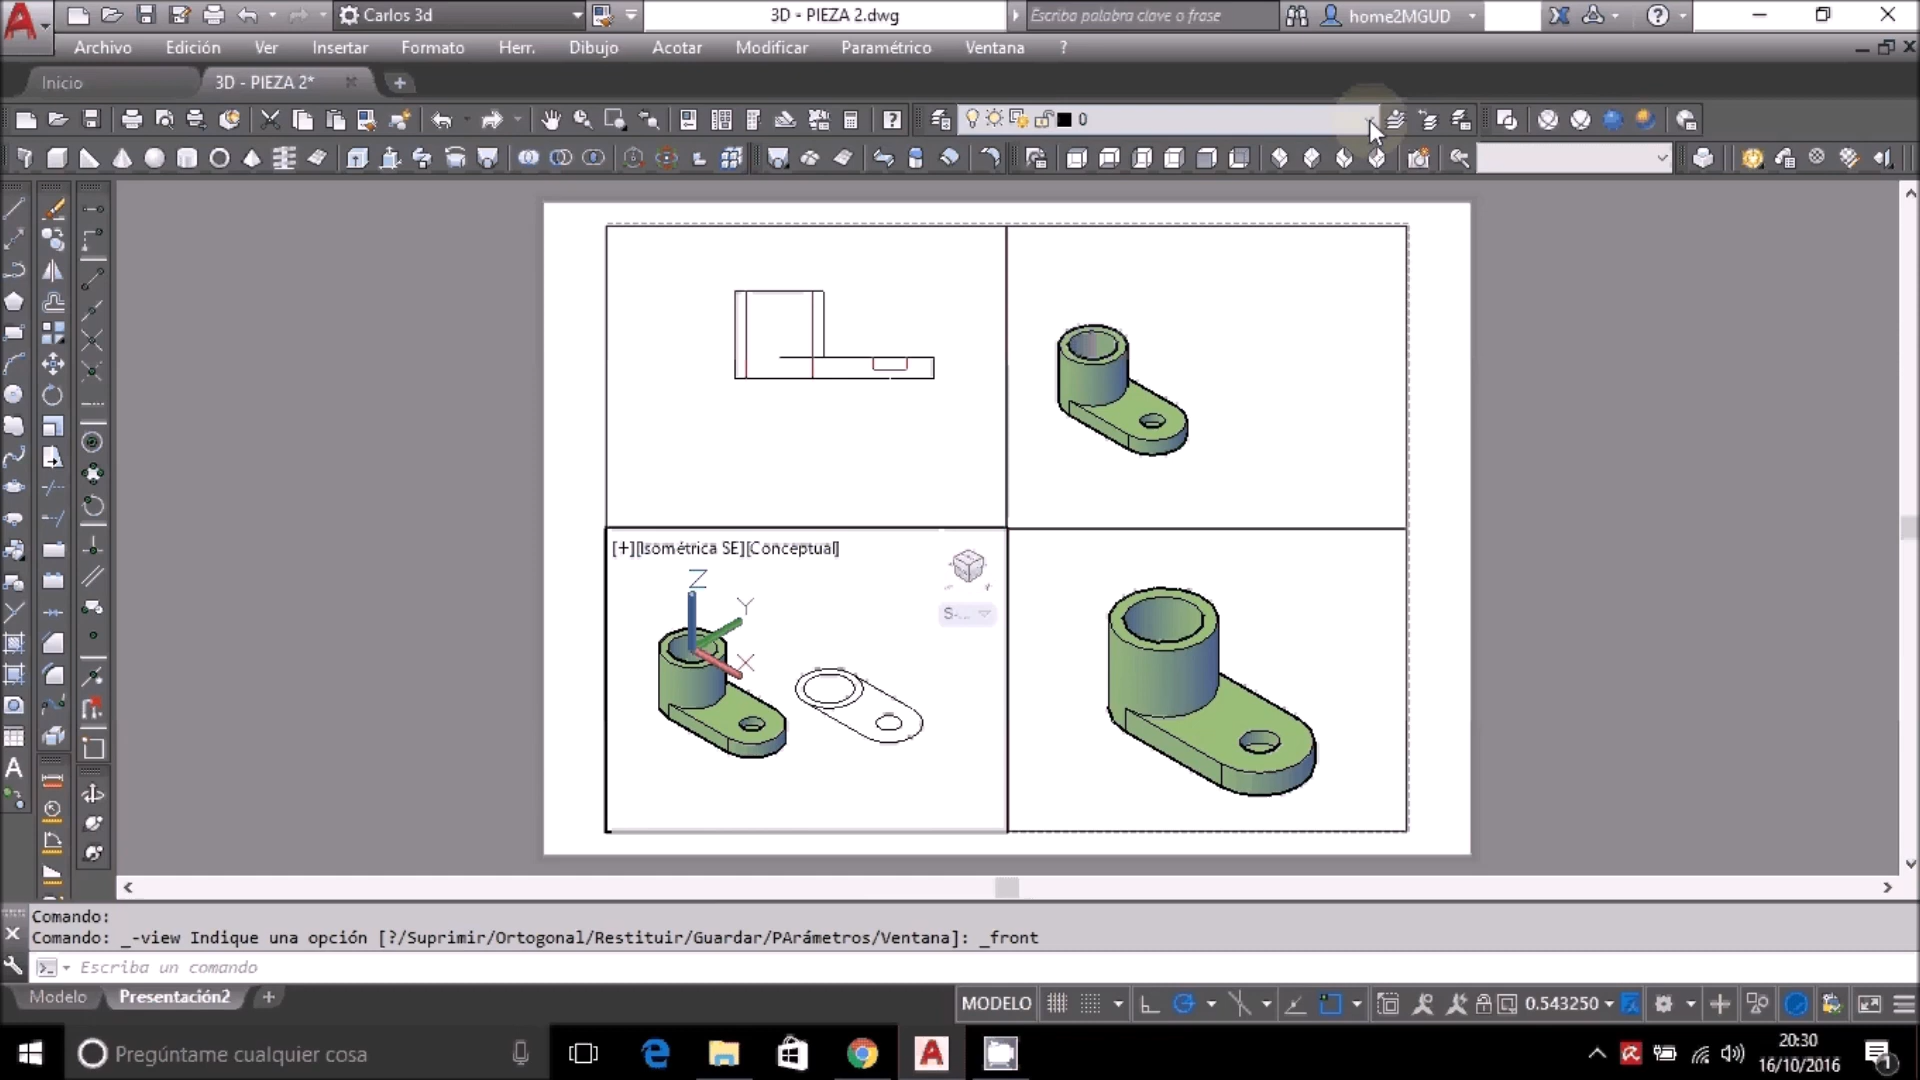 Carlos 3d
3D - PIEZA 2.dwg
Escriba palabra clave o frase
home2MGUD
Archivo Edición Ver Insertar Formato Herr. Dibujo Acotar Modificar Paramétrico Ventana ?
Inicio
3D - PIEZA 2*
0
[+][Isométrica SE][Conceptual]
Z
Y
X
S-...
Comando:
Comando: _-view Indique una opción [?/Suprimir/Ortogonal/Restituir/Guardar/PArámetros/Ventana]: _front
Escriba un comando
Modelo Presentación2 +
MODELO
0.543250
Pregúntame cualquier cosa
20:30
16/10/2016
1